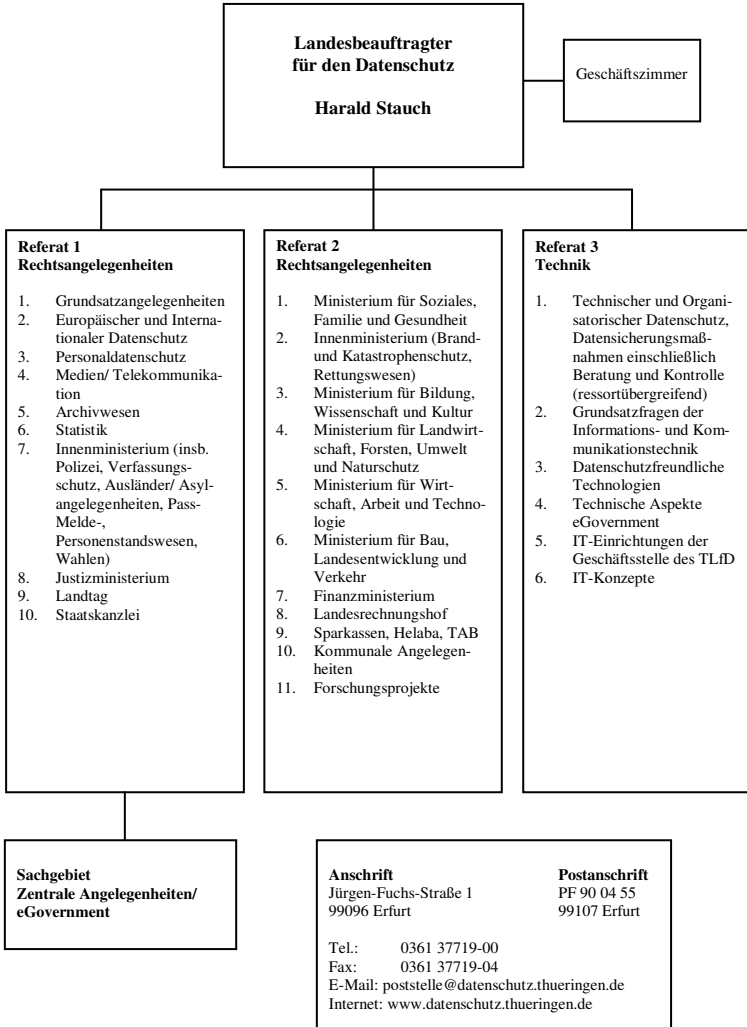 Landesbeauftragter
für den Datenschutz
Harald Stauch
Geschäftszimmer
Referat 1
Rechtsangelegenheiten
1. Grundsatzangelegenheiten
2. Europäischer und Interna-
tionaler Datenschutz
3. Personaldatenschutz
4. Medien/ Telekommunika-
tion
5. Archivwesen
6. Statistik
7. Innenministerium (insb.
Polizei, Verfassungs-
schutz, Ausländer/ Asyl-
angelegenheiten, Pass-
Melde-,
Personenstandswesen,
Wahlen)
8. Justizministerium
9. Landtag
10. Staatskanzlei
Referat 2
Rechtsangelegenheiten
1. Ministerium für Soziales,
Familie und Gesundheit
2. Innenministerium (Brand-
und Katastrophenschutz,
Rettungswesen)
3. Ministerium für Bildung,
Wissenschaft und Kultur
4. Ministerium für Landwirt-
schaft, Forsten, Umwelt
und Naturschutz
5. Ministerium für Wirt-
schaft, Arbeit und Techno-
logie
6. Ministerium für Bau,
Landesentwicklung und
Verkehr
7. Finanzministerium
8. Landesrechnungshof
9. Sparkassen, Helaba, TAB
10. Kommunale Angelegen-
heiten
11. Forschungsprojekte
Referat 3
Technik
1. Technischer und Organi-
satorischer Datenschutz,
Datensicherungsmaß-
nahmen einschließlich
Beratung und Kontrolle
(ressortübergreifend)
2. Grundsatzfragen der
Informations- und Kom-
munikationstechnik
3. Datenschutzfreundliche
Technologien
4. Technische Aspekte
eGovernment
5. IT-Einrichtungen der
Geschäftsstelle des TLfD
6. IT-Konzepte
Sachgebiet
Zentrale Angelegenheiten/
eGovernment
Anschrift Postanschrift
Jürgen-Fuchs-Straße 1 PF 90 04 55
99096 Erfurt 99107 Erfurt
Tel.: 0361 37719-00
Fax: 0361 37719-04
E-Mail: poststelle@datenschutz.thueringen.de
Internet: www.datenschutz.thueringen.de